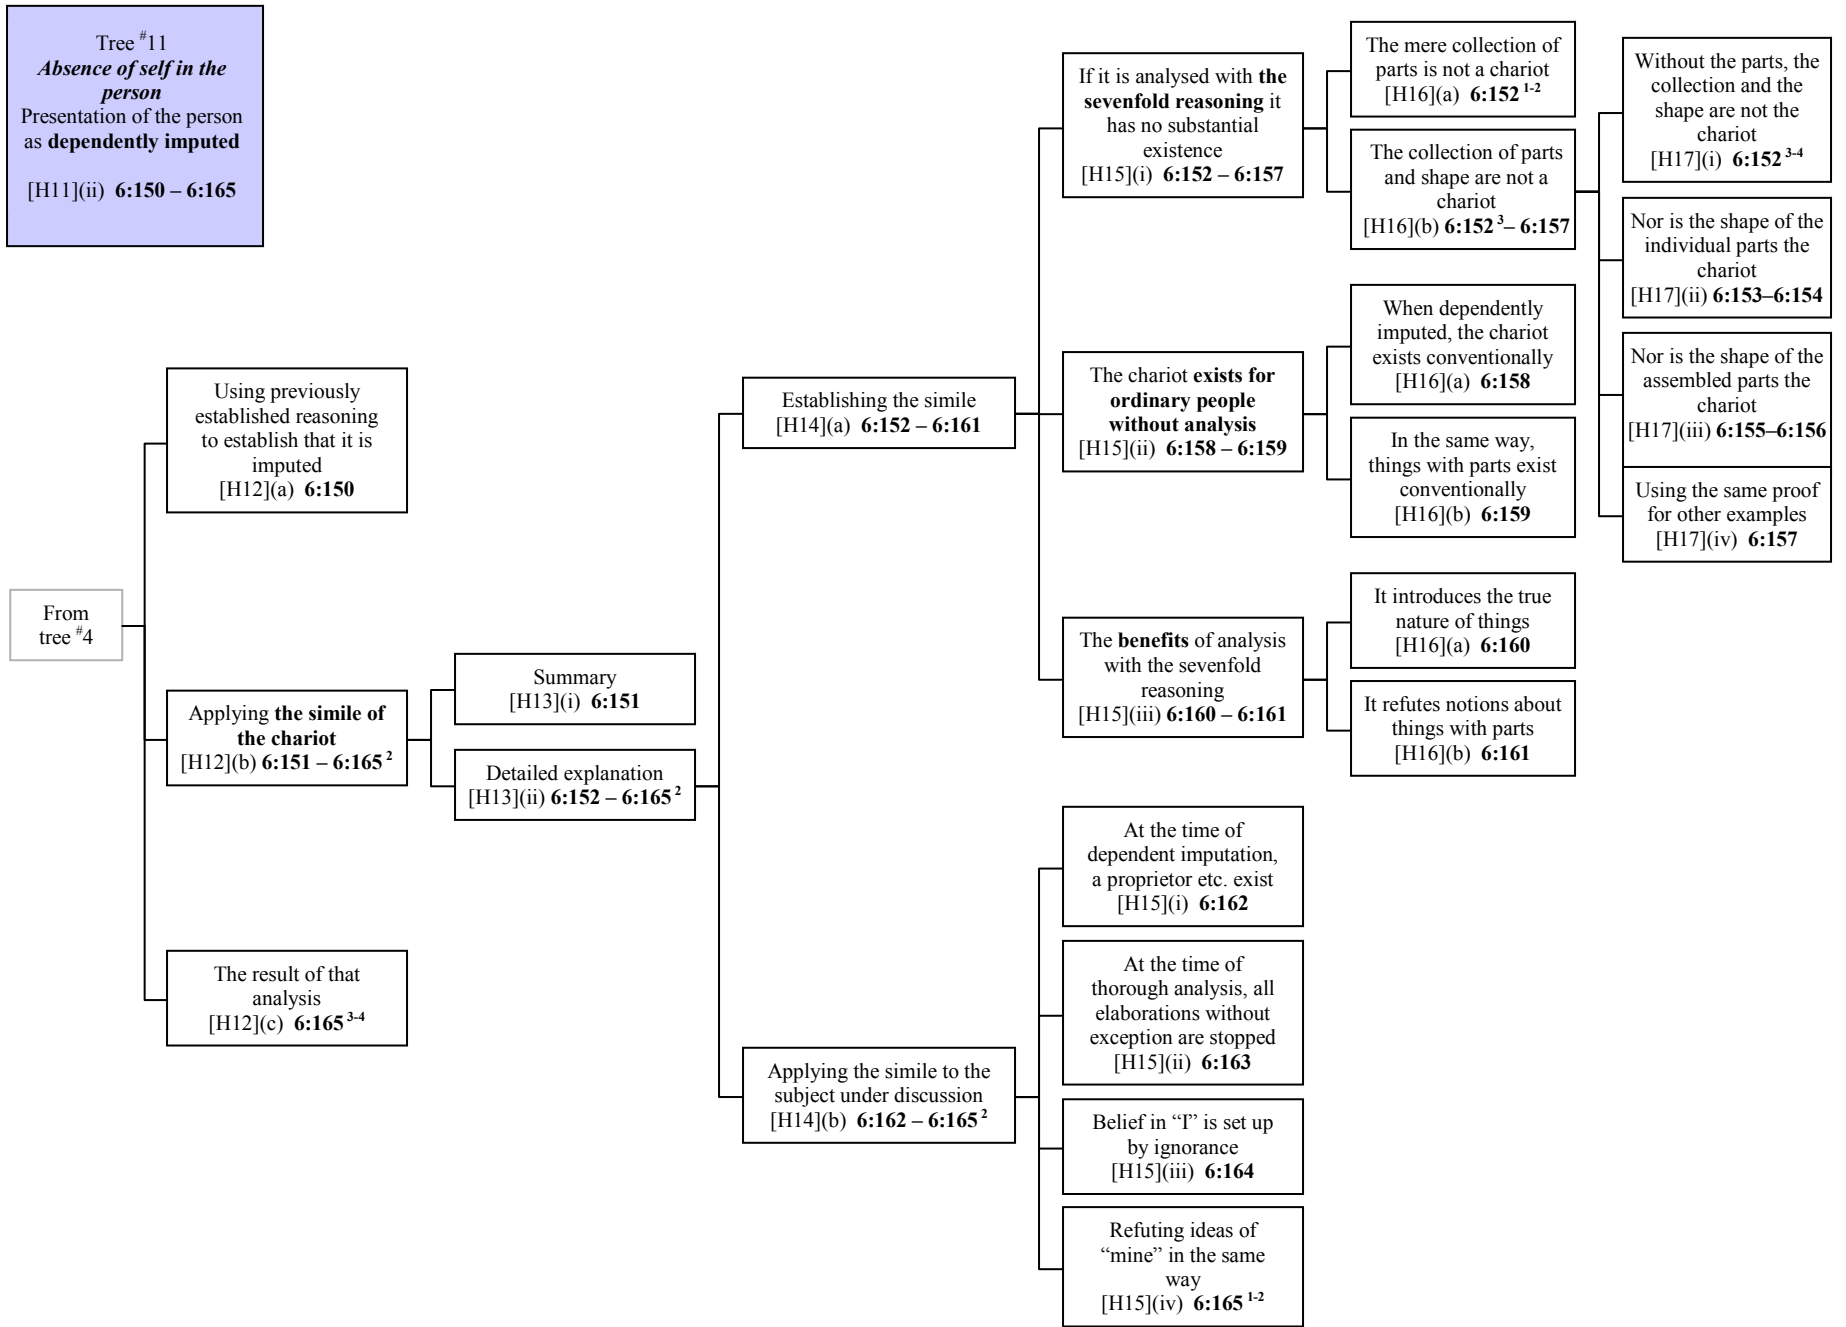 Tree #11
Absence of self in the
person
Presentation of the person
as dependently imputed
[H11](ii) 6:150 – 6:165
From
tree #4
Using previously
established reasoning
to establish that it is
imputed
[H12](a) 6:150
Applying the simile of
the chariot
[H12](b) 6:151 – 6:165 2
The result of that
analysis
[H12](c) 6:165 3-4
Summary
[H13](i) 6:151
Detailed explanation
[H13](ii) 6:152 – 6:165 2
Establishing the simile
[H14](a) 6:152 – 6:161
Applying the simile to the
subject under discussion
[H14](b) 6:162 – 6:165 2
If it is analysed with the
sevenfold reasoning it
has no substantial
existence
[H15](i) 6:152 – 6:157
The chariot exists for
ordinary people
without analysis
[H15](ii) 6:158 – 6:159
The benefits of analysis
with the sevenfold
reasoning
[H15](iii) 6:160 – 6:161
At the time of
dependent imputation,
a proprietor etc. exist
[H15](i) 6:162
At the time of
thorough analysis, all
elaborations without
exception are stopped
[H15](ii) 6:163
Belief in “I” is set up
by ignorance
[H15](iii) 6:164
Refuting ideas of
“mine” in the same
way
[H15](iv) 6:165 1-2
The mere collection of
parts is not a chariot
[H16](a) 6:152 1-2
The collection of parts
and shape are not a
chariot
[H16](b) 6:152 3– 6:157
When dependently
imputed, the chariot
exists conventionally
[H16](a) 6:158
In the same way,
things with parts exist
conventionally
[H16](b) 6:159
It introduces the true
nature of things
[H16](a) 6:160
It refutes notions about
things with parts
[H16](b) 6:161
Without the parts, the
collection and the
shape are not the
chariot
[H17](i) 6:152 3-4
Nor is the shape of the
individual parts the
chariot
[H17](ii) 6:153–6:154
Nor is the shape of the
assembled parts the
chariot
[H17](iii) 6:155–6:156
Using the same proof
for other examples
[H17](iv) 6:157